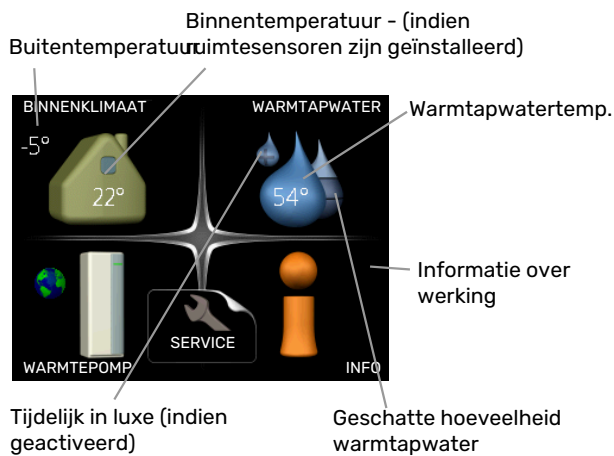 Binnentemperatuur - (indien
Buitentemperatuur
ruimtesensoren zijn geïnstalleerd)
BINNENKLIMAAT
WARMTAPWATER
Warmtapwatertemp.
-5°
22°
54°
Informatie over
werking
SERVICE
WARMTEPOMP
INFO
Tijdelijk in luxe (indien
geactiveerd)
Geschatte hoeveelheid
warmtapwater